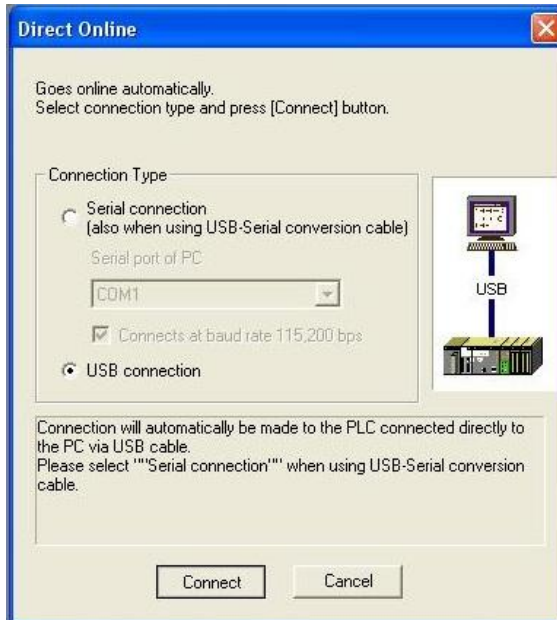 Direct Online
Goes online automatically.
Select connection type and press [Connect] button.
Connection Type
Serial connection
(also when using USB-Serial conversion cable)
Serial port of PC
COM1
Connects at baud rate 115,200 bps
USB connection
USB
Connection will automatically be made to the PLC connected directly to
the PC via USB cable.
Please select ""Serial connection"" when using USB-Serial conversion
cable.
Connect
Cancel